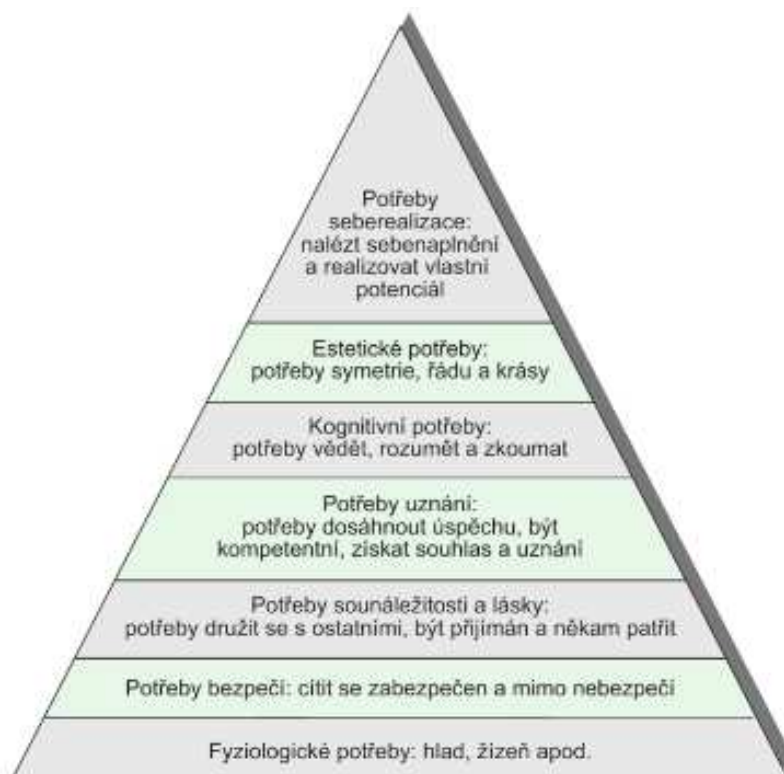 Potřeby
seberealizace:
nalézt sebenaplnění
a realizovat vlastní
potenciál
Estetické potřeby:
potřeby symetrie, řádu a krásy
Kognitivní potřeby:
potřeby vědět, rozumět a zkoumat
Potřeby uznání:
potřeby dosáhnout úspěchu, být
kompetentní, získat souhlas a uznání
Potřeby sounáležitosti a lásky:
potřeby družit se s ostatními, být přijímán a někam patřit
Potřeby bezpečí: cítit se zabezpečen a mimo nebezpečí
Fyziologické potřeby: hlad, žízeň apod.